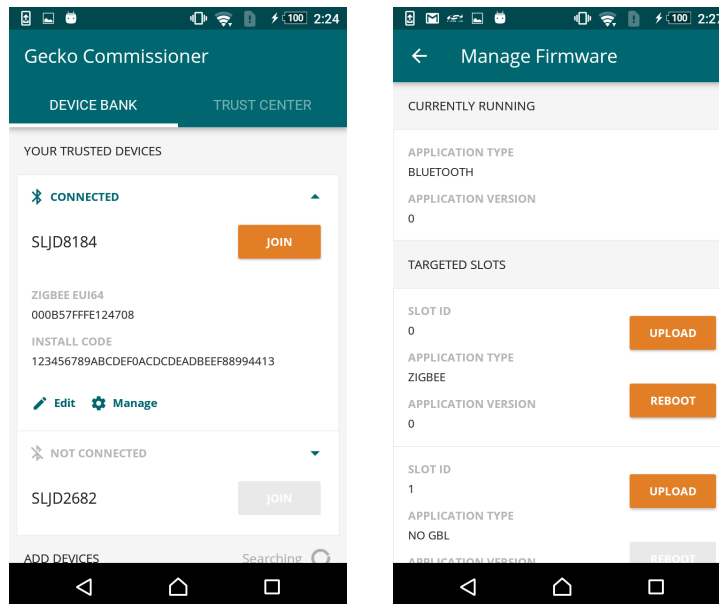 100 2:24
Gecko Commissioner
DEVICE BANK TRUST CENTER
YOUR TRUSTED DEVICES
CONNECTED
SLJD8184 JOIN
ZIGBEE EUI64
000B57FFFE124708
INSTALL CODE
123456789ABCDEF0ACDCDEADBEEF88994413
Edit Manage
NOT CONNECTED
SLJD2682 JOIN
ADD DEVICES Searching
100 2:27
Manage Firmware
CURRENTLY RUNNING
APPLICATION TYPE
BLUETOOTH
APPLICATION VERSION
0
TARGETED SLOTS
SLOT ID
0
UPLOAD
APPLICATION TYPE
ZIGBEE
APPLICATION VERSION
REBOOT
0
SLOT ID
1
UPLOAD
APPLICATION TYPE
NO GBL
APPLICATION VERSION
REBOOT